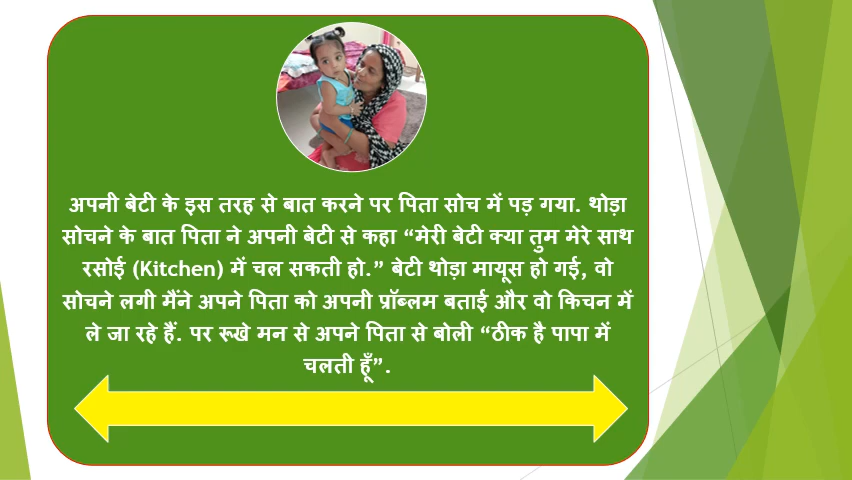 अपनी बेटी के इस तरह से बात करने पर पिता सोच में पड़ गया. थोड़ा
सोचने के बात पिता ने अपनी बेटी से कहा “मेरी बेटी क्या तुम मेरे साथ
रसोई (Kitchen) में चल सकती हो.” बेटी थोड़ा मायूस हो गई, वो
सोचने लगी मैंने अपने पिता को अपनी प्रॉब्लम बताई और वो किचन में
ले जा रहे हैं. पर रूखे मन से अपने पिता से बोली “ठीक है पापा में
चलती हूँ”.